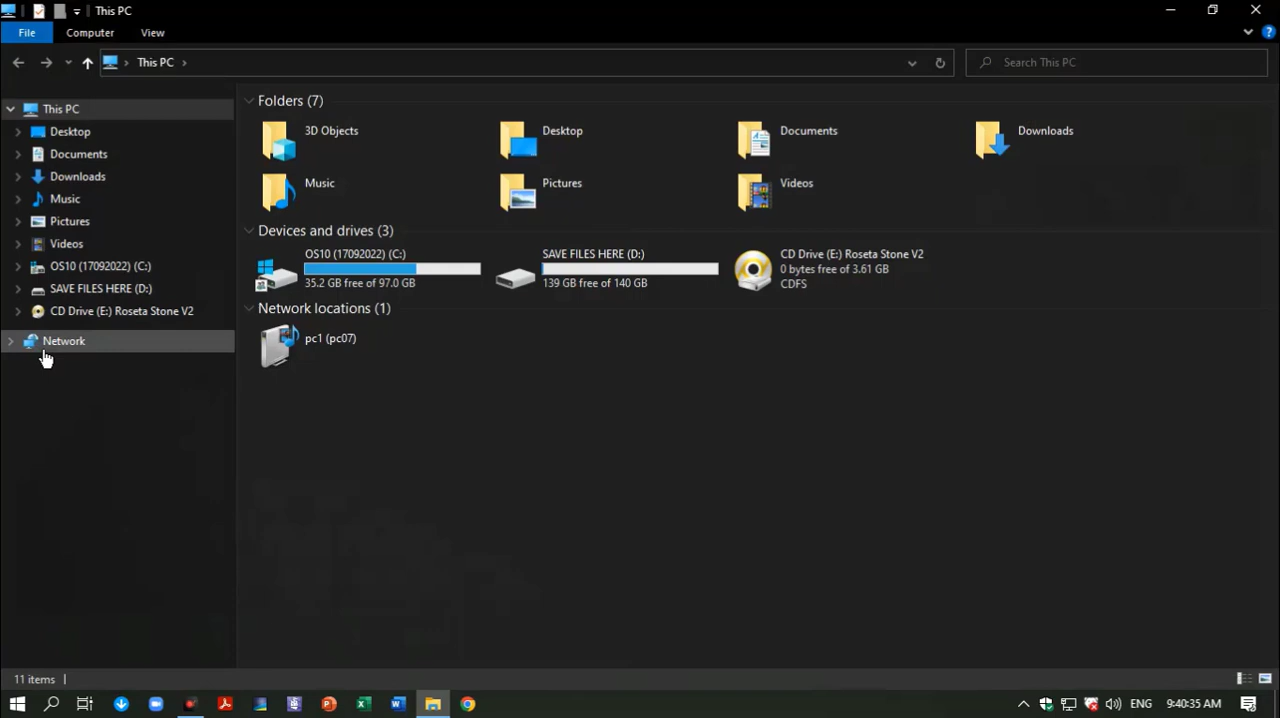 This PC
File
Computer
View
This PC
Search This PC
This PC
Desktop
Documents
Downloads
Music
Pictures
Videos
OS10 (17092022) (C:)
SAVE FILES HERE (D:)
CD Drive (E:) Roseta Stone V2
Network
Folders (7)
3D Objects
Desktop
Documents
Downloads
Music
Pictures
Videos
Devices and drives (3)
OS10 (17092022) (C:)
35.2 GB free of 97.0 GB
SAVE FILES HERE (D:)
139 GB free of 140 GB
CD Drive (E:) Roseta Stone V2
0 bytes free of 3.61 GB
CDFS
Network locations (1)
pc1 (pc07)
11 items
ENG
9:40:35 AM